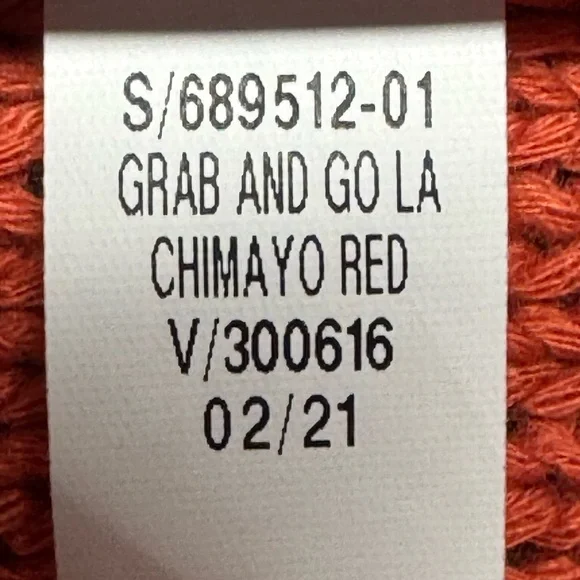 S/689512-01
GRAB AND GO LA
CHIMAYO RED
V/300616
02/21